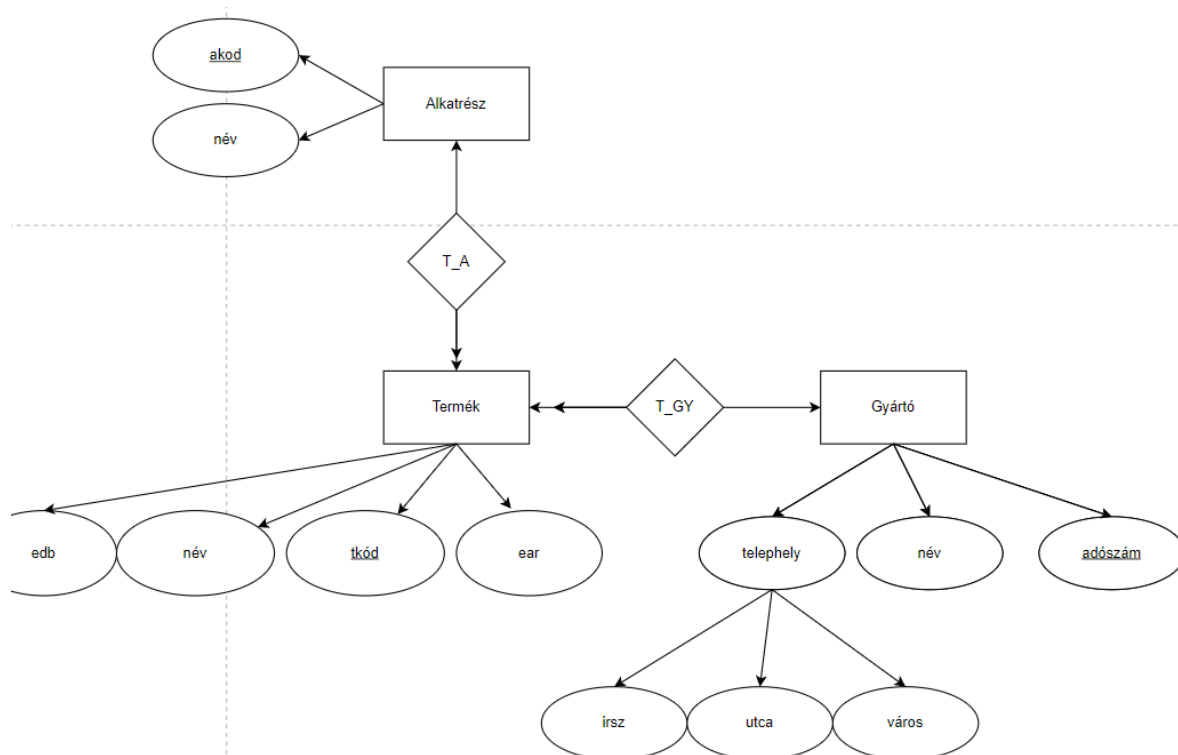 akod
Alkatrész
név
T_A
Termék
T_GY
Gyártó
edb
név
tkód
ear
telephely
név
adószám
irsz
utca
város